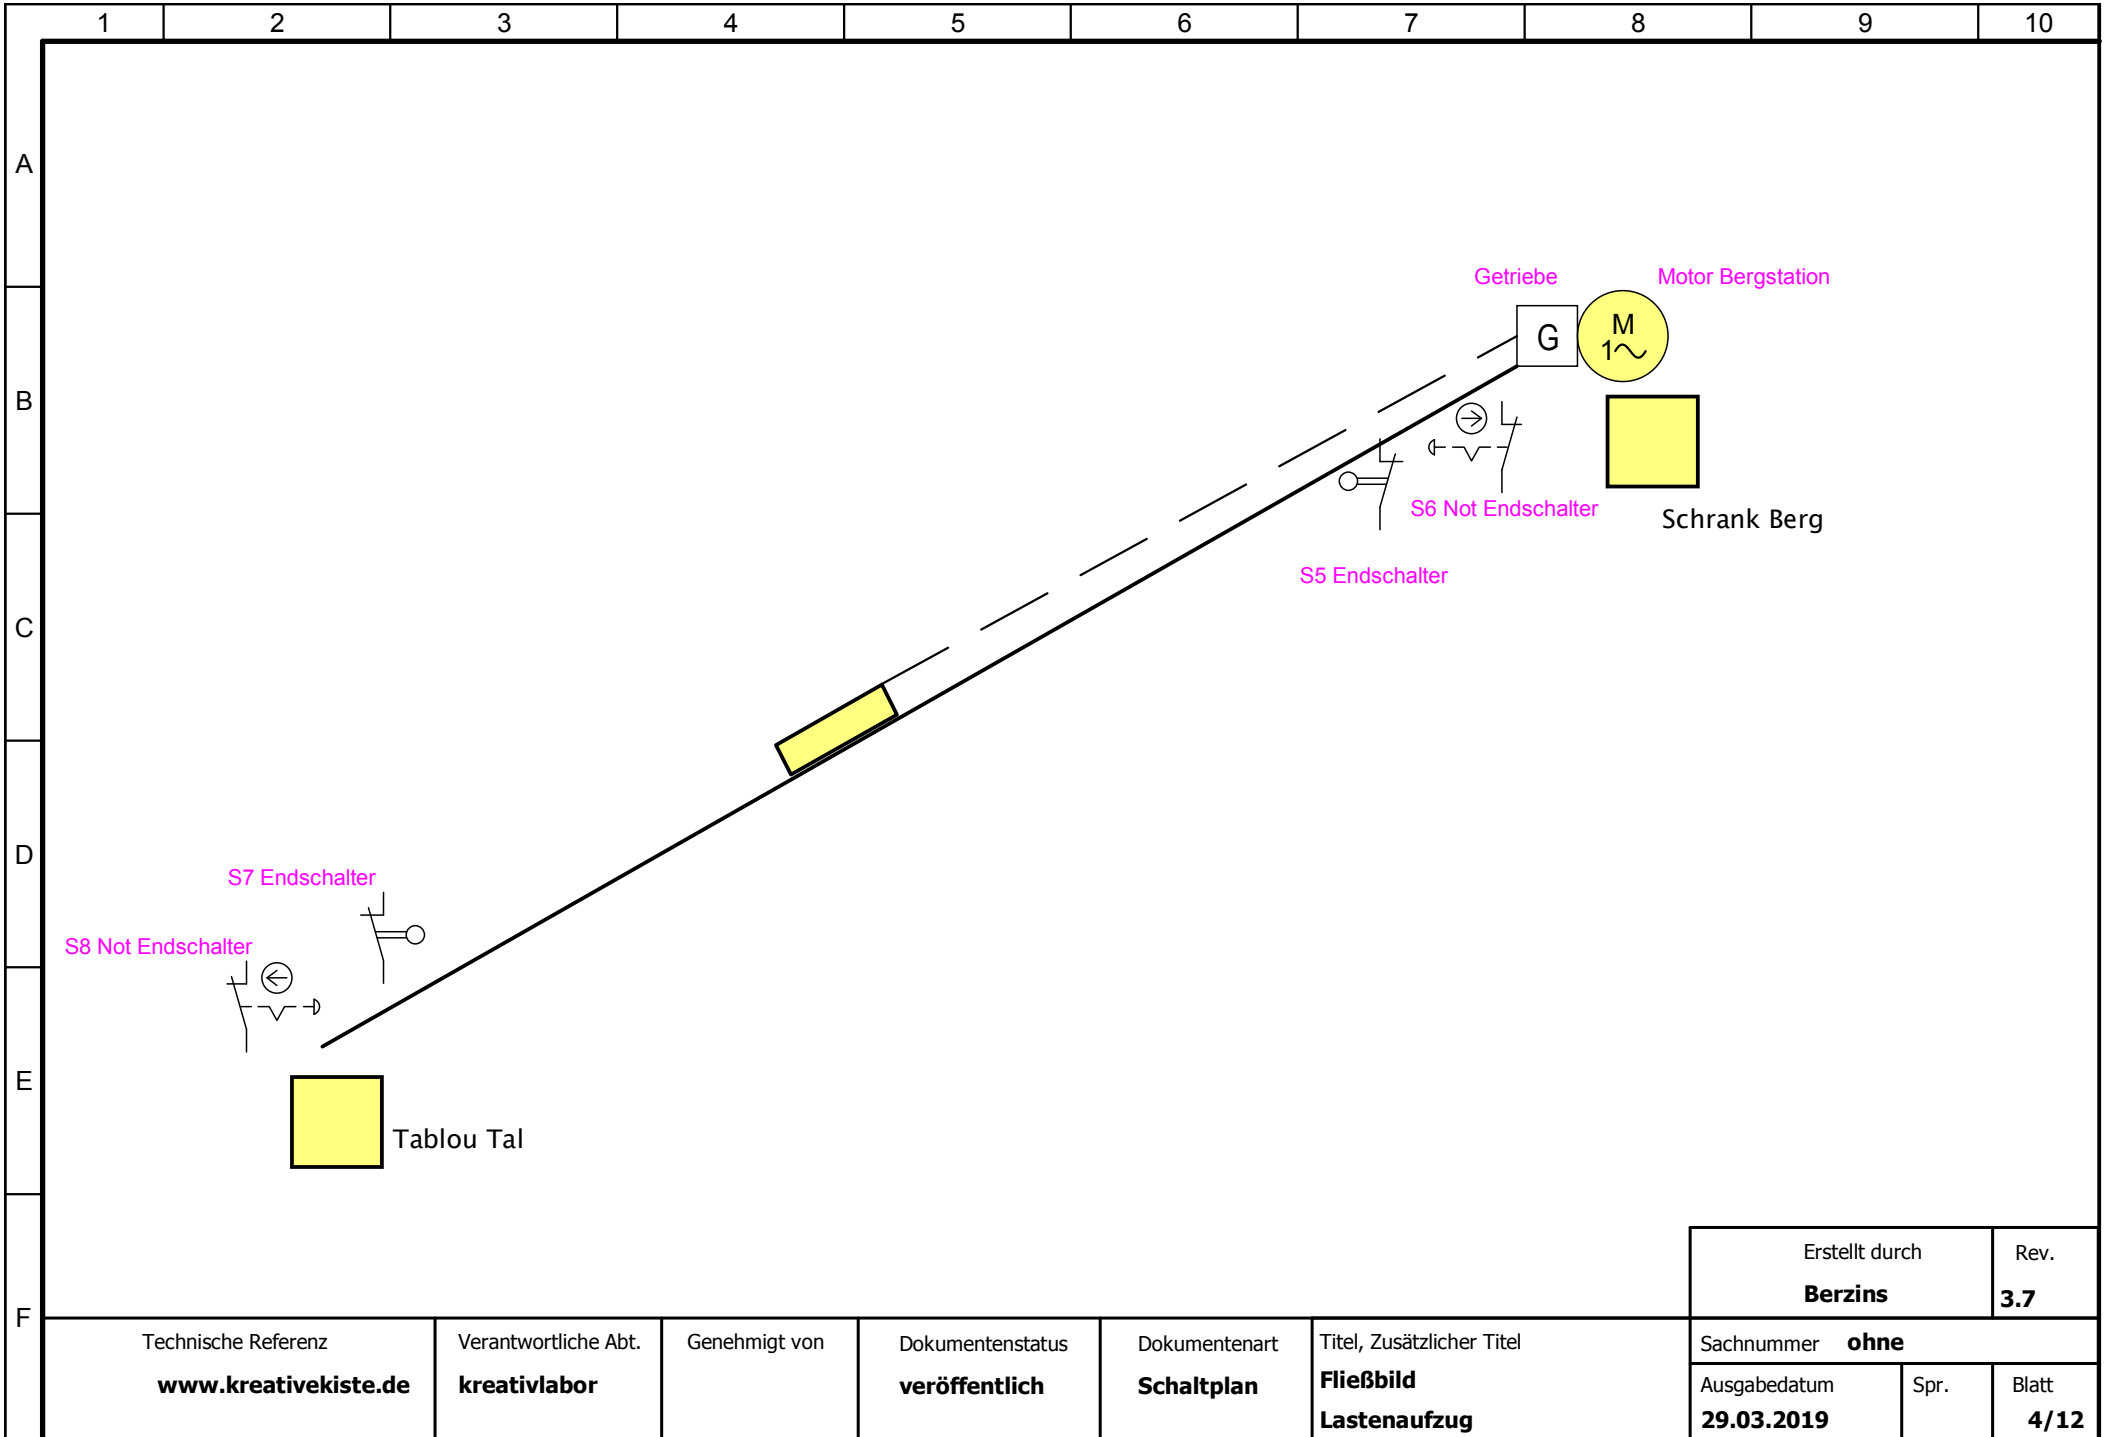 1 2 3 4 5 6 7 8 9 10
A
B
C
D
E
F
Getriebe Motor Bergstation
G
M
1~
S6 Not Endschalter
Schrank Berg
S5 Endschalter
S7 Endschalter
S8 Not Endschalter
Tablou Tal
Erstellt durch Rev.
Berzins 3.7
Technische Referenz Verantwortliche Abt. Genehmigt von Dokumentenstatus Dokumentenart Titel, Zusätzlicher Titel Sachnummer ohne
www.kreativekiste.de kreativlabor veröffentlich Schaltplan Fließbild Ausgabedatum Spr. Blatt
Lastenaufzug 29.03.2019 4/12